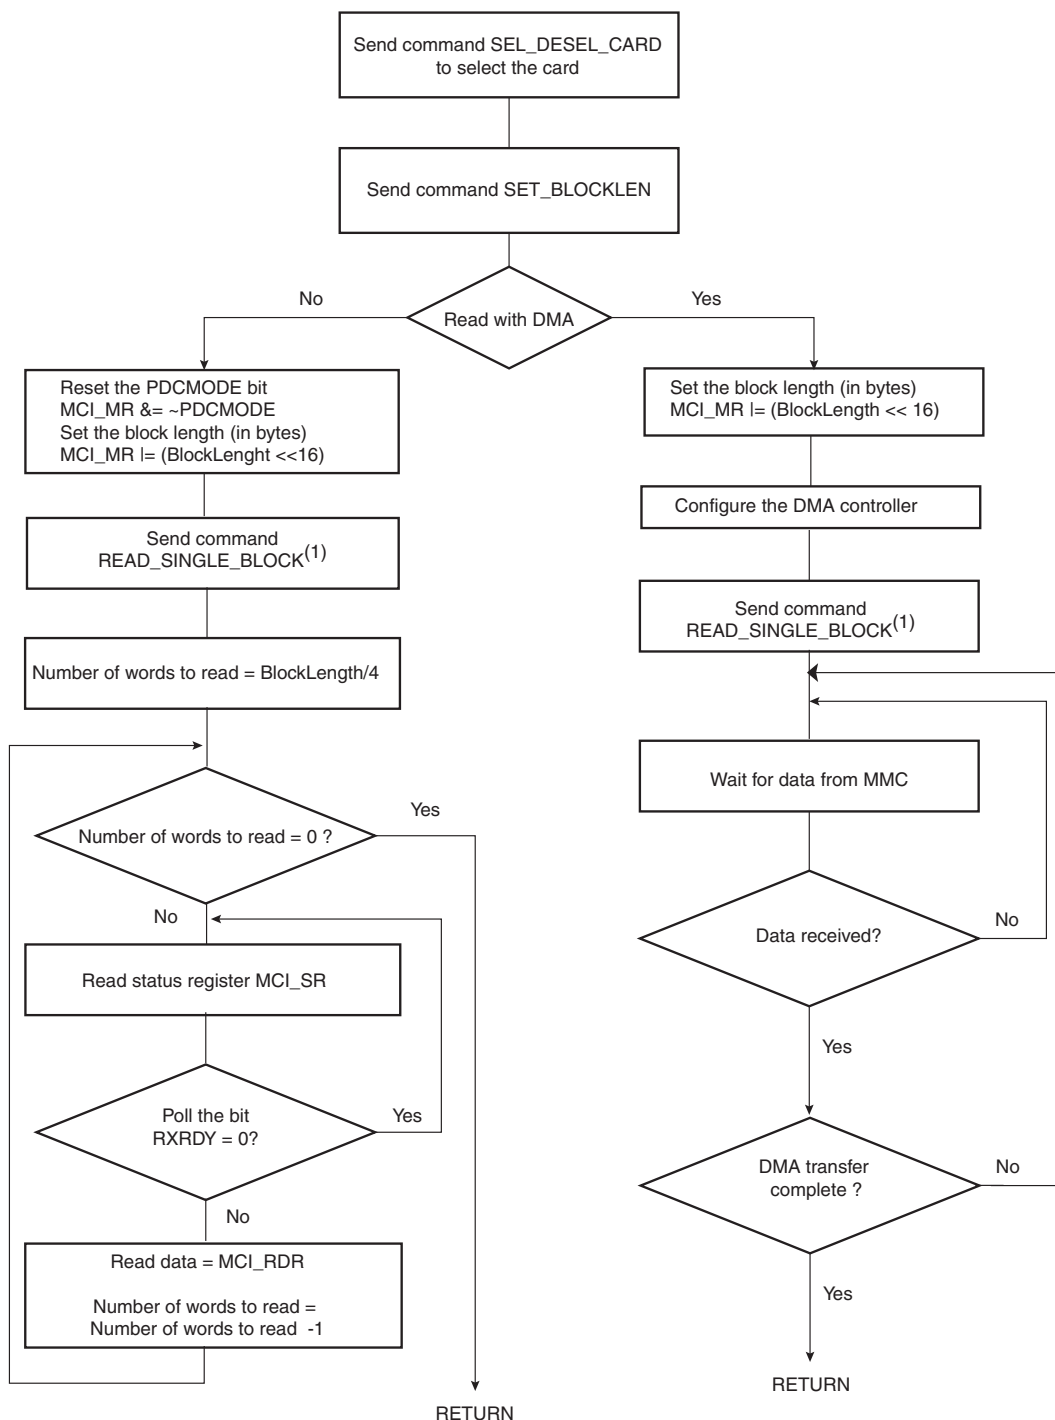 Send command SEL_DESEL_CARD
to select the card
Send command SET_BLOCKLEN
No
Yes
Read with DMA
Reset the PDCMODE bit
MCI_MR &= ~PDCMODE
Set the block length (in bytes)
MCI_MR |= (BlockLenght <<16)
Send command
READ_SINGLE_BLOCK(1)
Number of words to read = BlockLength/4
Number of words to read = 0 ?
Yes
No
Read status register MCI_SR
Poll the bit
RXRDY = 0?
Yes
No
Read data = MCI_RDR
Number of words to read =
Number of words to read -1
RETURN
Set the block length (in bytes)
MCI_MR |= (BlockLength << 16)
Configure the DMA controller
Send command
READ_SINGLE_BLOCK(1)
Wait for data from MMC
Data received?
No
Yes
DMA transfer
complete ?
No
Yes
RETURN